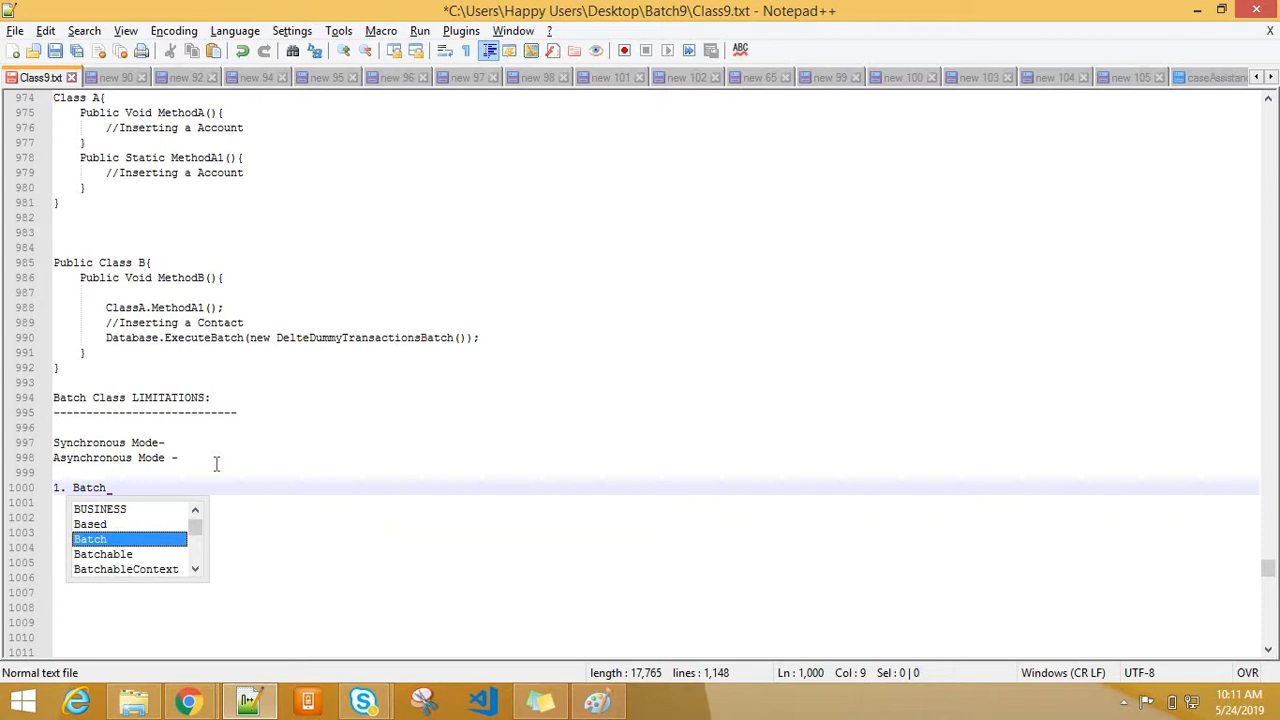 *C:\Users\Happy Users\Desktop\Batch9\Class9.txt - Notepad++
File Edit Search View Encoding Language Settings Tools Macro Run Plugins Window ? X
Class9.txt new 90 new 92 new 94 new 95 new 96 new 97 new 98 new 101 new 102 new 65 new 99 new 100 new 103 new 104 new 105 caseAssistan
974 Class A{
975 Public Void MethodA(){
976 //Inserting a Account
977 }
978 Public Static MethodA1(){
979 //Inserting a Account
980 }
981 }
982
983
984
985 Public Class B{
986 Public Void MethodB(){
987
988 ClassA.MethodA1();
989 //Inserting a Contact
990 Database.ExecuteBatch(new DelteDummyTransactionsBatch());
991 }
992 }
993
994 Batch Class LIMITATIONS:
995 ----------------------------
996
997 Synchronous Mode-
998 Asynchronous Mode -
999
1000 1. Batch
1001 BUSINESS
1002 Based
1003 Batch
1004 Batchable
1005 BatchableContext
1006
1007
1008
1009
1010
1011
Normal text file length : 17,765 lines : 1,148 Ln : 1,000 Col : 9 Sel : 0 | 0 Windows (CR LF) UTF-8 OVR
10:11 AM
5/24/2019